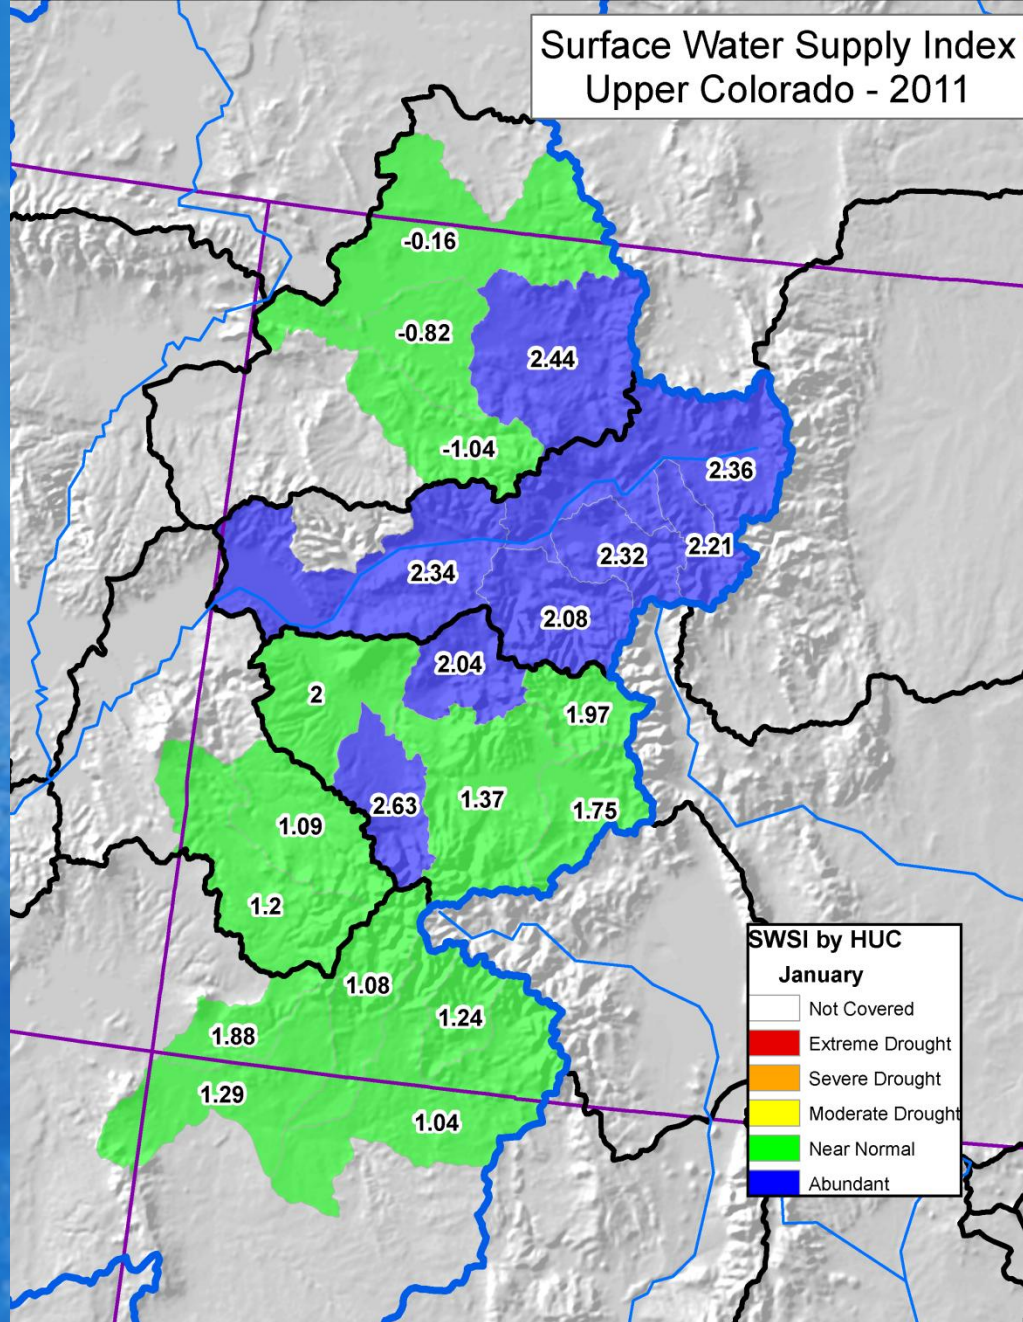 Surface Water Supply Index
Upper Colorado - 2011
-0.16
-0.82
2.44
-1.04
2.36
2.21
2.32
2.34
2.08
2.04
2
1.97
2.63
1.37
1.75
1.09
1.2
1.08
1.24
1.88
1.29
1.04
SWSI by HUC
January
Not Covered
Extreme Drought
Severe Drought
Moderate Drought
Near Normal
Abundant